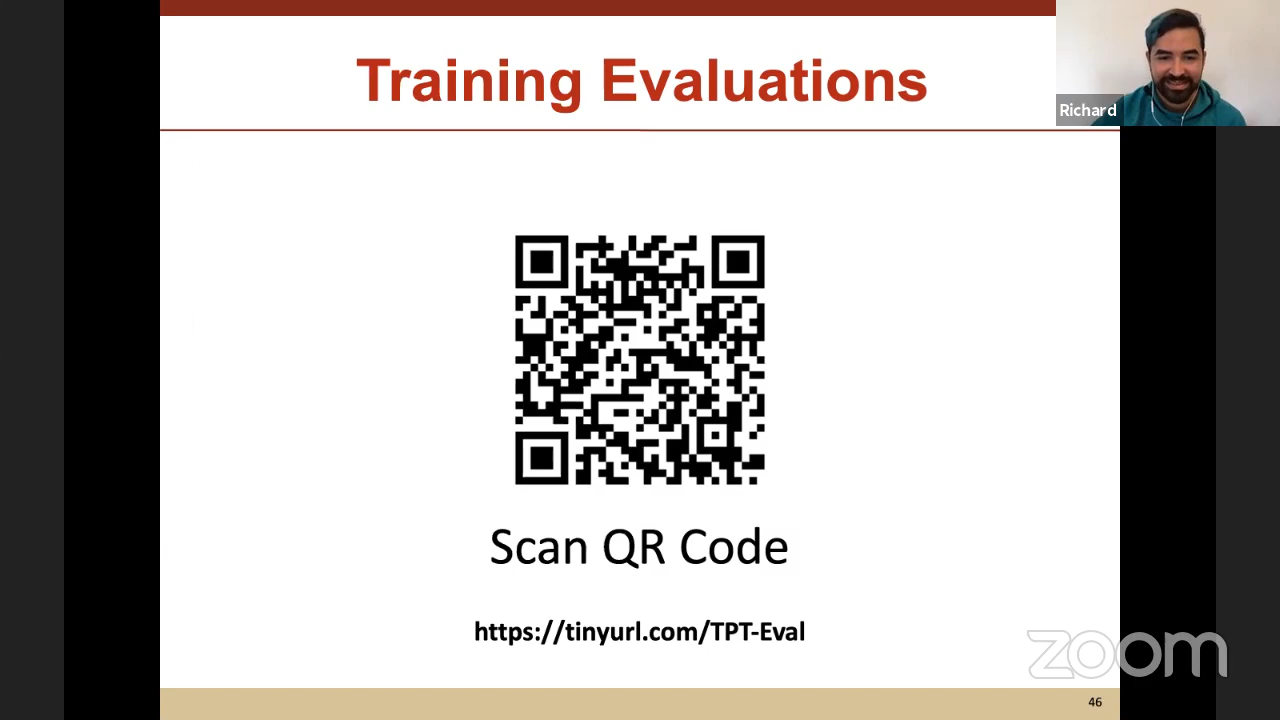 Training Evaluations
Richard
Scan QR Code
https://tinyurl.com/TPT-Eval
zoom
46